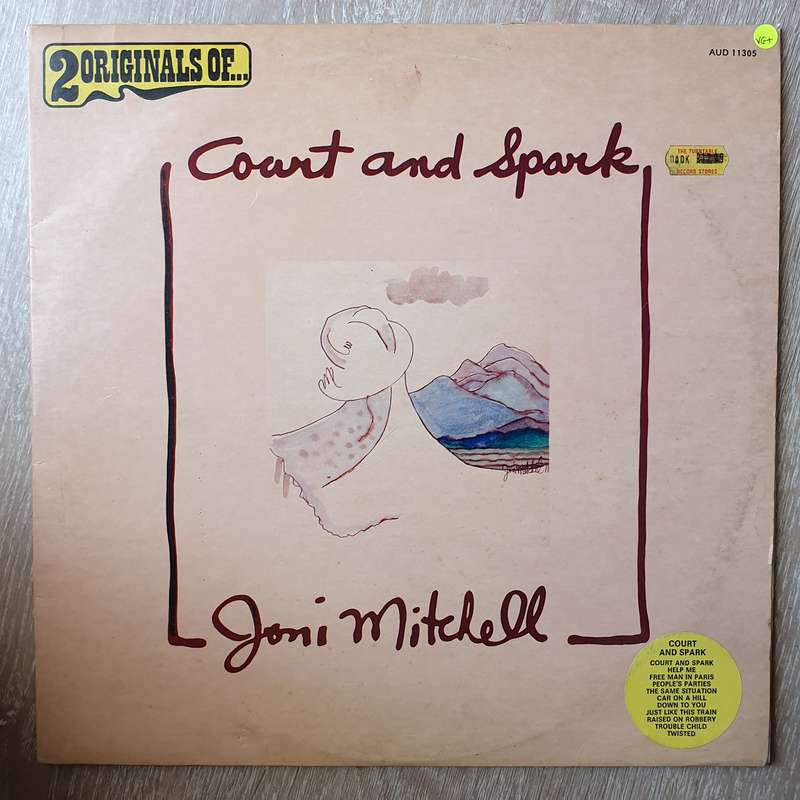 2 ORIGINALS OF...
AUD 11305
VG+
Court and Spark
THE TURNTABLE
RECORD STORES
Joni Mitchell
Joni Mitchell
COURT
AND SPARK
COURT AND SPARK
HELP ME
FREE MAN IN PARIS
PEOPLE'S PARTIES
THE SAME SITUATION
CAR ON A HILL
DOWN TO YOU
JUST LIKE THIS TRAIN
RAISED ON ROBBERY
TROUBLE CHILD
TWISTED